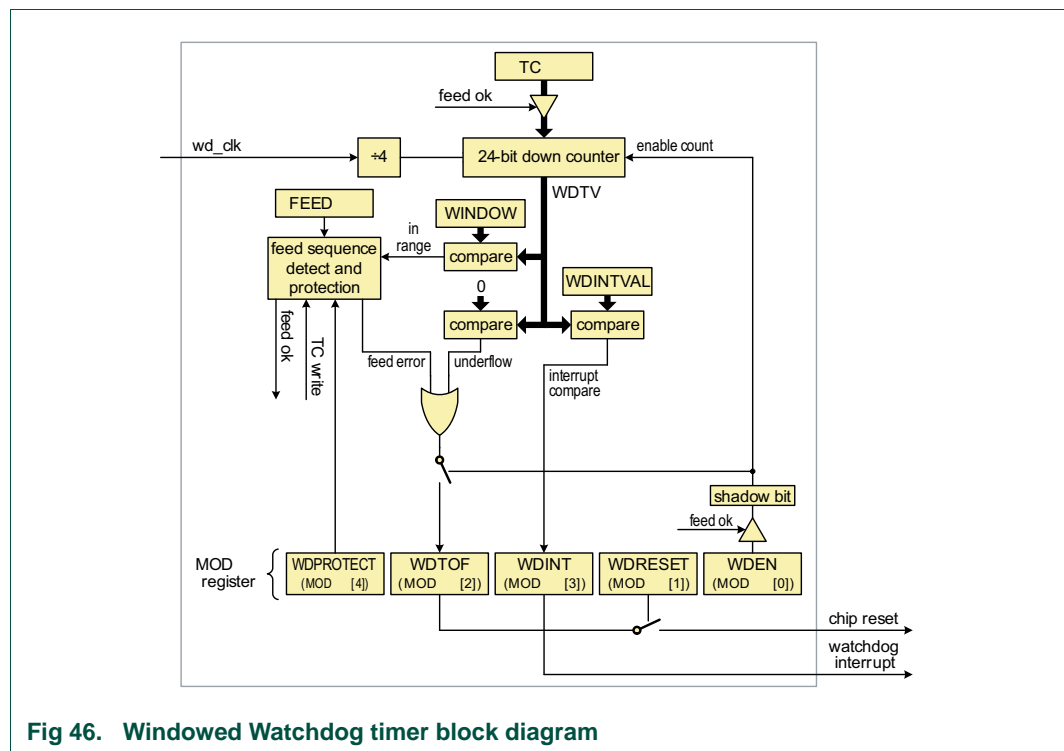 TC
feed ok
wd_clk
÷4
24-bit down counter
enable count
WDTV
FEED
WINDOW
in
range
feed sequence
detect and
protection
compare
WDINTVAL
0
compare
compare
feed ok
TC write
feed error
underflow
interrupt
compare
shadow bit
feed ok
MOD
register
WDPROTECT
(MOD [4])
WDTOF
(MOD [2])
WDINT
(MOD [3])
WDRESET
(MOD [1])
WDEN
(MOD [0])
chip reset
watchdog
interrupt
Fig 46. Windowed Watchdog timer block diagram